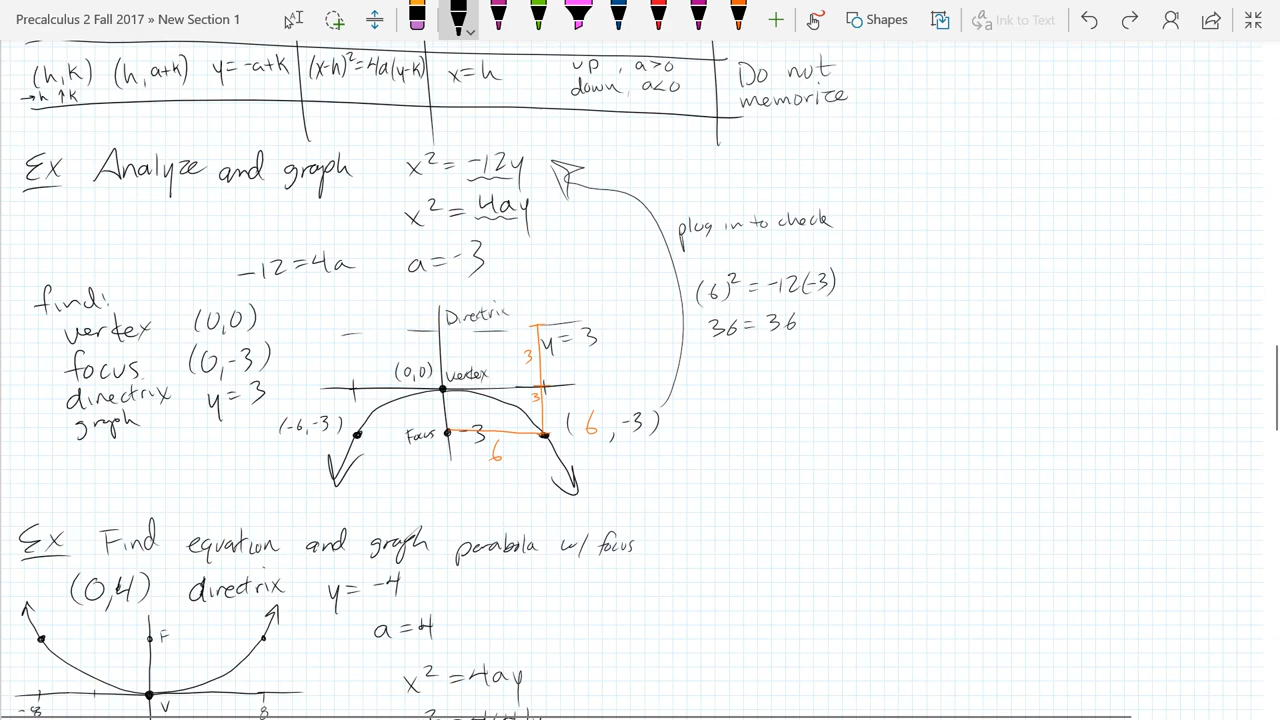 Precalculus 2 Fall 2017 » New Section 1
Shapes
Ink to Text
(h,k) (h,a+k) y=-a+k (x-h)²=4a(y-k) x=h up, a>0
→h ↑k down, a<0
Do not
memorize
Ex Analyze and graph x² = -12y
x² = 4ay
plug in to check
-12=4a a=-3
(6)² = -12(-3)
36 = 36
find:
vertex (0,0)
focus (0,-3)
directrix y = 3
graph
Directrix
y = 3
3
(0,0) Vertex
3
(-6,-3) Focus -3 (6,-3)
6
Ex Find equation and graph parabola w/ focus
(0,4) directrix y = -4
F
a = 4
x² = 4ay
-8 V 8